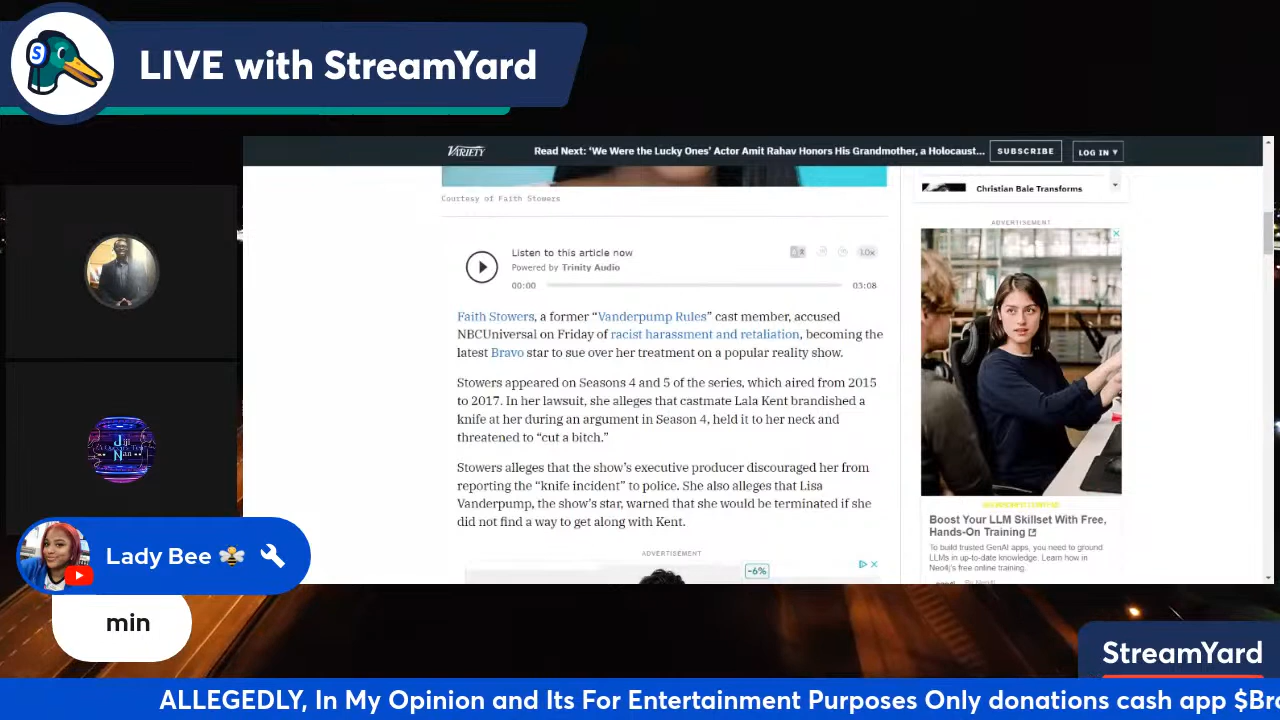 LIVE with StreamYard
VARIETY
Read Next: ‘We Were the Lucky Ones’ Actor Amit Rahav Honors His Grandmother, a Holocaust...
SUBSCRIBE
LOG IN ▾
Christian Bale Transforms
Courtesy of Faith Stowers
ADVERTISEMENT
Listen to this article now
Powered by Trinity Audio
1.0x
00:00
03:08
Faith Stowers, a former “Vanderpump Rules” cast member, accused
NBCUniversal on Friday of racist harassment and retaliation, becoming the
latest Bravo star to sue over her treatment on a popular reality show.
Stowers appeared on Seasons 4 and 5 of the series, which aired from 2015
to 2017. In her lawsuit, she alleges that castmate Lala Kent brandished a
knife at her during an argument in Season 4, held it to her neck and
threatened to “cut a bitch.”
Stowers alleges that the show’s executive producer discouraged her from
reporting the “knife incident” to police. She also alleges that Lisa
Vanderpump, the show’s star, warned that she would be terminated if she
did not find a way to get along with Kent.
ADVERTISEMENT
-6%
Boost Your LLM Skillset With Free,
Hands-On Training
To build trusted GenAI apps, you need to ground
LLMs in up-to-date knowledge. Learn how in
Neo4j's free online training.
Jiji
Nan
Lady Bee 🐝
min
StreamYard
ALLEGEDLY, In My Opinion and Its For Entertainment Purposes Only donations cash app $Bro